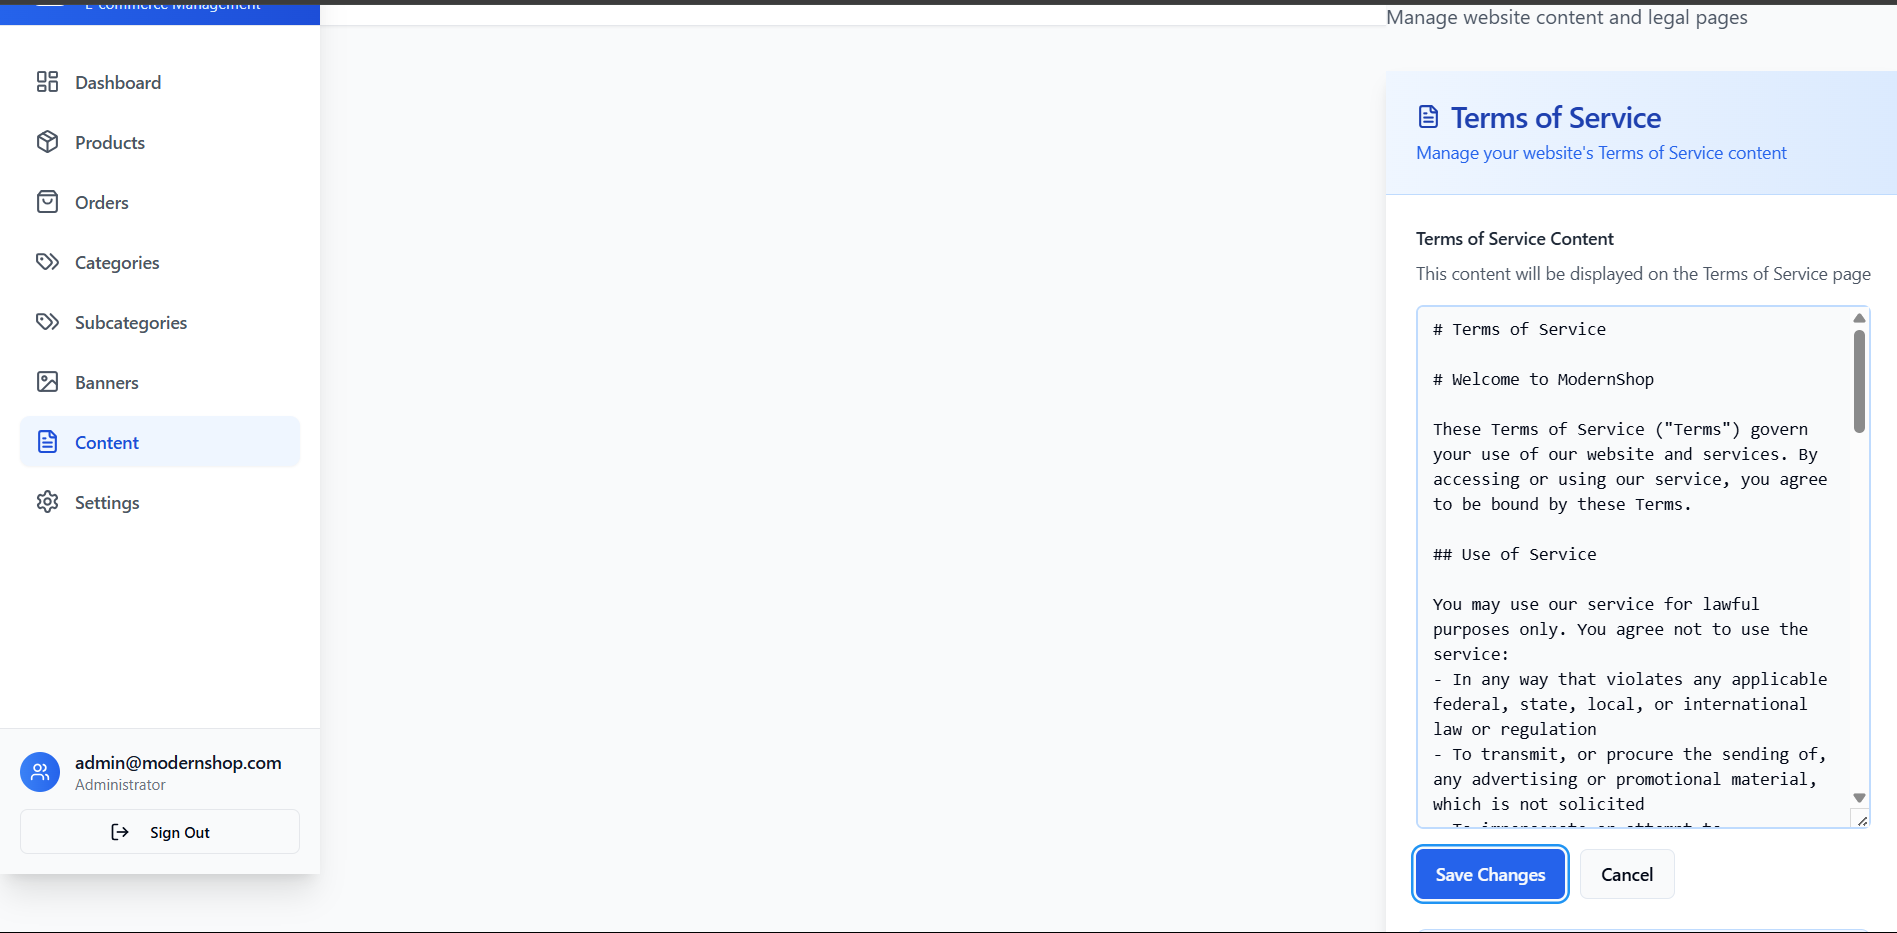 E-commerce Management
Dashboard
Products
Orders
Categories
Subcategories
Banners
Content
Settings
admin@modernshop.com
Administrator
Sign Out
Manage website content and legal pages
Terms of Service
Manage your website's Terms of Service content
Terms of Service Content
This content will be displayed on the Terms of Service page
# Terms of Service
# Welcome to ModernShop
These Terms of Service ("Terms") govern
your use of our website and services. By
accessing or using our service, you agree
to be bound by these Terms.
## Use of Service
You may use our service for lawful
purposes only. You agree not to use the
service:
- In any way that violates any applicable
federal, state, local, or international
law or regulation
- To transmit, or procure the sending of,
any advertising or promotional material,
which is not solicited
- To impersonate or attempt to
Save Changes
Cancel